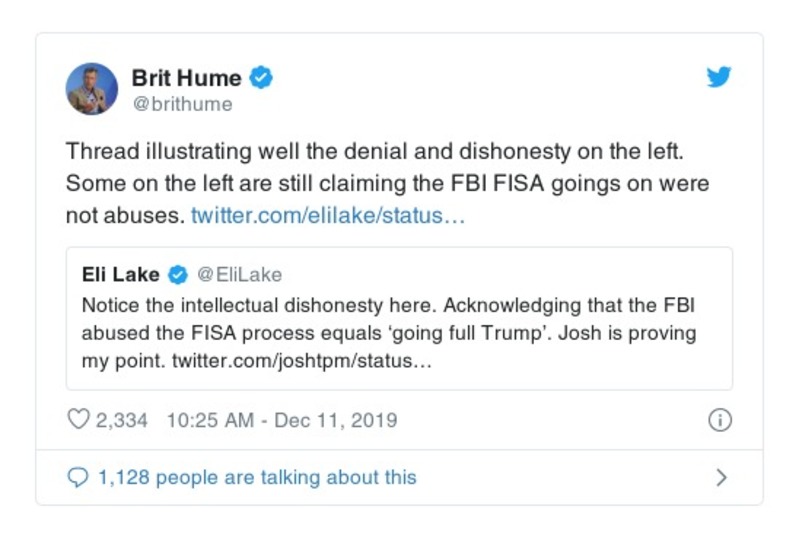 Brit Hume
@brithume
Thread illustrating well the denial and dishonesty on the left.
Some on the left are still claiming the FBI FISA goings on were
not abuses. twitter.com/elilake/status…
Eli Lake @EliLake
Notice the intellectual dishonesty here. Acknowledging that the FBI
abused the FISA process equals ‘going full Trump’. Josh is proving
my point. twitter.com/joshtpm/status…
2,334 10:25 AM - Dec 11, 2019
1,128 people are talking about this